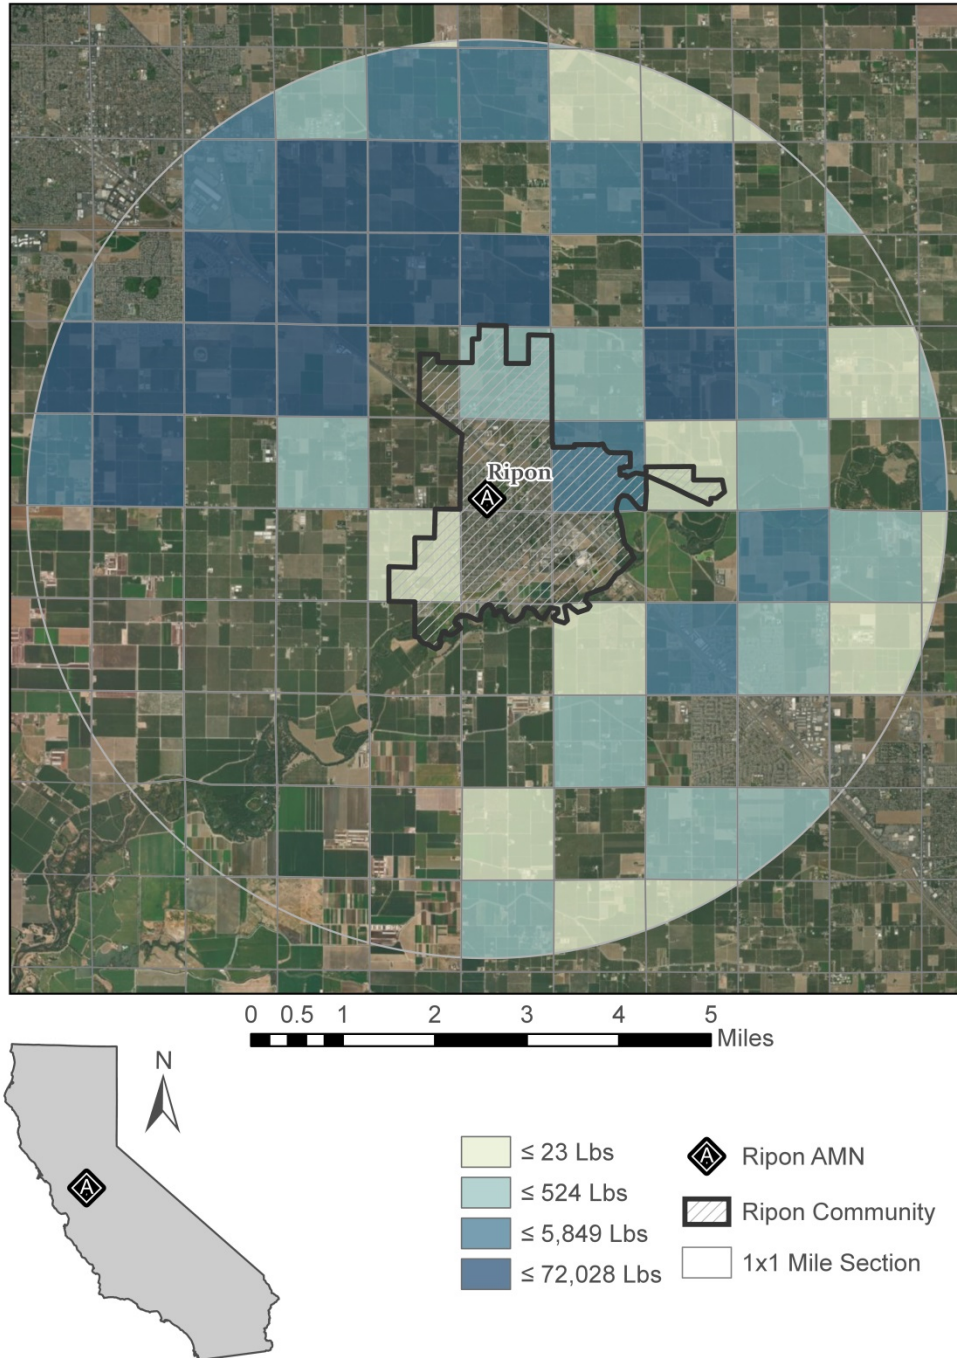 Ripon
A
0 0.5 1 2 3 4 5
Miles
N
A
≤ 23 Lbs
≤ 524 Lbs
≤ 5,849 Lbs
≤ 72,028 Lbs
A Ripon AMN
Ripon Community
1x1 Mile Section